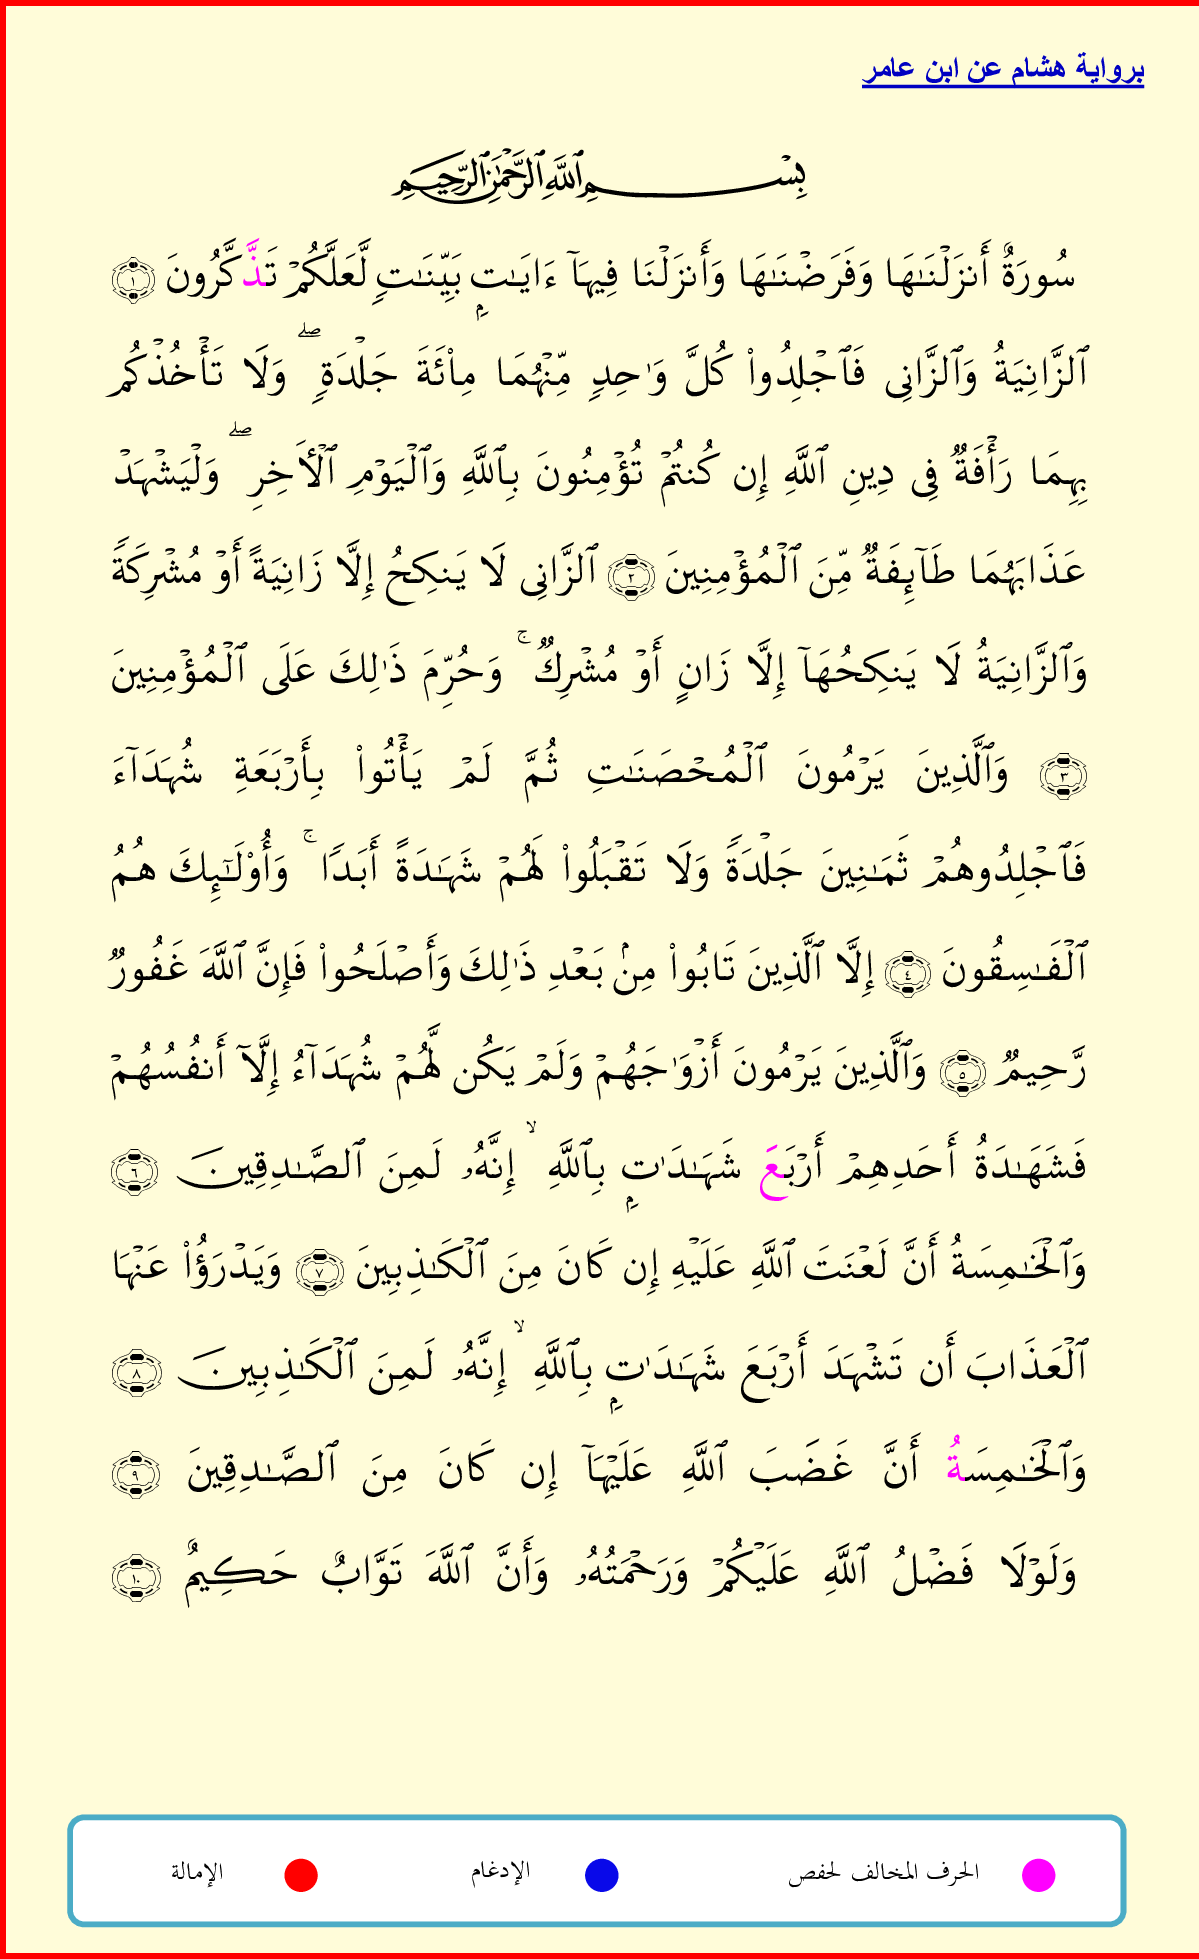 برواية هشام عن ابن عامر
بِسْمِ ٱللَّهِ ٱلرَّحْمَٰنِ ٱلرَّحِيمِ
سُورَةٌ أَنزَلْنَٰهَا وَفَرَضْنَٰهَا وَأَنزَلْنَا فِيهَآ ءَايَٰتٍۭ بَيِّنَٰتٍ لَّعَلَّكُمْ تَذَّكَّرُونَ ١
ٱلزَّانِيَةُ وَٱلزَّانِى فَٱجْلِدُوا۟ كُلَّ وَٰحِدٍ مِّنْهُمَا مِا۟ئَةَ جَلْدَةٍ ۖ وَلَا تَأْخُذْكُم
بِهِمَا رَأْفَةٌ فِى دِينِ ٱللَّهِ إِن كُنتُمْ تُؤْمِنُونَ بِٱللَّهِ وَٱلْيَوْمِ ٱلْأَخِرِ ۖ وَلْيَشْهَدْ
عَذَابَهُمَا طَآئِفَةٌ مِّنَ ٱلْمُؤْمِنِينَ ٢ ٱلزَّانِى لَا يَنكِحُ إِلَّا زَانِيَةً أَوْ مُشْرِكَةً
وَٱلزَّانِيَةُ لَا يَنكِحُهَآ إِلَّا زَانٍ أَوْ مُشْرِكٌ ۚ وَحُرِّمَ ذَٰلِكَ عَلَى ٱلْمُؤْمِنِينَ
٣ وَٱلَّذِينَ يَرْمُونَ ٱلْمُحْصَنَٰتِ ثُمَّ لَمْ يَأْتُوا۟ بِأَرْبَعَةِ شُهَدَآءَ
فَٱجْلِدُوهُمْ ثَمَٰنِينَ جَلْدَةً وَلَا تَقْبَلُوا۟ لَهُمْ شَهَٰدَةً أَبَدًا ۚ وَأُو۟لَٰٓئِكَ هُمُ
ٱلْفَٰسِقُونَ ٤ إِلَّا ٱلَّذِينَ تَابُوا۟ مِنۢ بَعْدِ ذَٰلِكَ وَأَصْلَحُوا۟ فَإِنَّ ٱللَّهَ غَفُورٌ
رَّحِيمٌ ٥ وَٱلَّذِينَ يَرْمُونَ أَزْوَٰجَهُمْ وَلَمْ يَكُن لَّهُمْ شُهَدَآءُ إِلَّآ أَنفُسُهُمْ
فَشَهَٰدَةُ أَحَدِهِمْ أَرْبَعَ شَهَٰدَٰتٍۭ بِٱللَّهِ ۙ إِنَّهُۥ لَمِنَ ٱلصَّٰدِقِينَ ٦
وَٱلْخَٰمِسَةُ أَنَّ لَعْنَتَ ٱللَّهِ عَلَيْهِ إِن كَانَ مِنَ ٱلْكَٰذِبِينَ ٧ وَيَدْرَؤُا۟ عَنْهَا
ٱلْعَذَابَ أَن تَشْهَدَ أَرْبَعَ شَهَٰدَٰتٍۭ بِٱللَّهِ ۙ إِنَّهُۥ لَمِنَ ٱلْكَٰذِبِينَ ٨
وَٱلْخَٰمِسَةُ أَنَّ غَضَبَ ٱللَّهِ عَلَيْهَآ إِن كَانَ مِنَ ٱلصَّٰدِقِينَ ٩
وَلَوْلَا فَضْلُ ٱللَّهِ عَلَيْكُمْ وَرَحْمَتُهُۥ وَأَنَّ ٱللَّهَ تَوَّابٌ حَكِيمٌ ١٠
الحرف المخالف لحفص الإدغام الإمالة